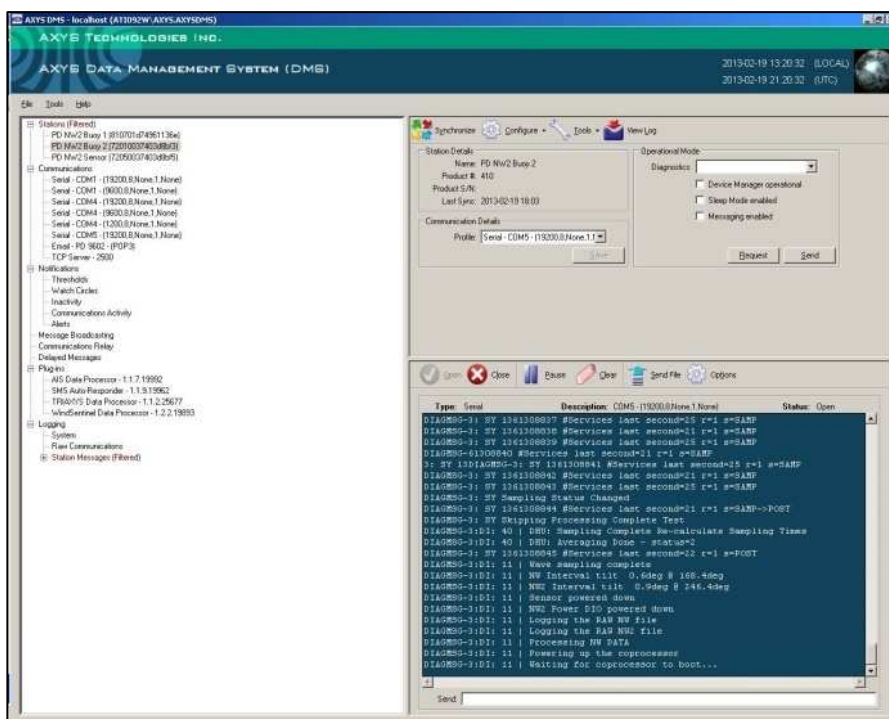 AXYS DMS - localhost (ATI092W\AXYS.AXYSDMS)
AXYS TECHNOLOGIES INC.
AXYS DATA MANAGEMENT SYSTEM (DMS)
2013-02-19 13:20:32 (LOCAL)
2013-02-19 21:20:32 (UTC)
File Tools Help
Stations (Filtered)
PD NW2 Buoy 1
PD NW2 Buoy 2
PD NW2 Sensor
Communications
Serial - COM1 - (19200,8,None,1,None)
Serial - COM1 - (9600,8,None,1,None)
Serial - COM4 - (19200,8,None,1,None)
Serial - COM4 - (9600,8,None,1,None)
Serial - COM4 - (1200,8,None,1,None)
Serial - COM5 - (19200,8,None,1,None)
Email - PD 9602 - (POP3)
TCP Server - 2500
Notifications
Thresholds
Watch Circles
Inactivity
Communications Activity
Alerts
Message Broadcasting
Communications Relay
Delayed Messages
Plug-ins
AIS Data Processor - 1.1.7.19992
SMS Auto Responder - 1.1.9.19962
TRIAXYS Data Processor - 1.1.2.25677
WindSentinel Data Processor - 1.2.2.19893
Logging
System
Raw Communications
Station Messages (Filtered)
Synchronize Configure Tools View Log
Station Details
Name: PD NW2 Buoy 2
Product #: 410
Product S/N:
Last Sync: 2013-02-19 18:03
Communication Details
Profile: Serial - COM5 - (19200,8,None,1,1
Save
Operational Mode
Diagnostics
Device Manager operational
Sleep Mode enabled
Messaging enabled
Request Send
Open Close Pause Clear Send File Options
Type: Serial Description: COM5 - (19200,8,None,1,None) Status: Open
DIAGMSG-3: SY 1361308837 #Services last second=25 r=1 s=SAMP
DIAGMSG-3: SY 1361308838 #Services last second=21 r=1 s=SAMP
DIAGMSG-3: SY 1361308839 #Services last second=25 r=1 s=SAMP
DIAGMSG-61308840 #Services last second=21 r=1 s=SAMP
3: SY 13DIAGMSG-3: SY 1361308841 #Services last second=25 r=1 s=SAMP
DIAGMSG-3: SY 1361308842 #Services last second=21 r=1 s=SAMP
DIAGMSG-3: SY 1361308843 #Services last second=25 r=1 s=SAMP
DIAGMSG-3: SY Sampling Status Changed
DIAGMSG-3: SY 1361308844 #Services last second=21 r=1 s=SAMP->POST
DIAGMSG-3: SY Skipping Processing Complete Test
DIAGMSG-3:DI: 40 | DHU: Sampling Complete Re-calculate Sampling Times
DIAGMSG-3:DI: 40 | DHU: Averaging Done - status=2
DIAGMSG-3: SY 1361308845 #Services last second=22 r=1 s=POST
DIAGMSG-3:DI: 11 | Wave sampling complete
DIAGMSG-3:DI: 11 | NW Interval tilt 0.6deg @ 168.4deg
DIAGMSG-3:DI: 11 | NW2 Interval tilt 0.9deg @ 246.4deg
DIAGMSG-3:DI: 11 | Sensor powered down
DIAGMSG-3:DI: 11 | NW2 Power DIO powered down
DIAGMSG-3:DI: 11 | Logging the RAW NW file
DIAGMSG-3:DI: 11 | Logging the RAW NW2 file
DIAGMSG-3:DI: 11 | Processing NW DATA
DIAGMSG-3:DI: 11 | Powering up the coprocessor
DIAGMSG-3:DI: 11 | Waiting for coprocessor to boot...
Send: